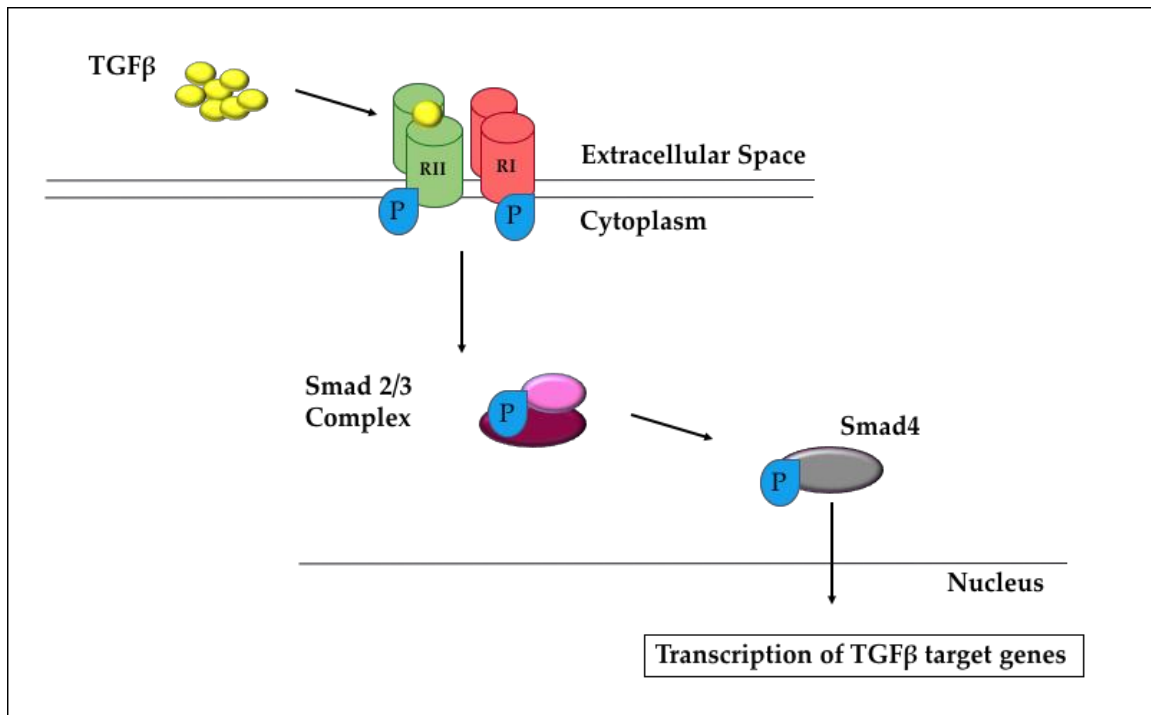 TGFβ
RII
RI
Extracellular Space
P
P
Cytoplasm
Smad 2/3
Complex
P
Smad4
P
Nucleus
Transcription of TGFβ target genes